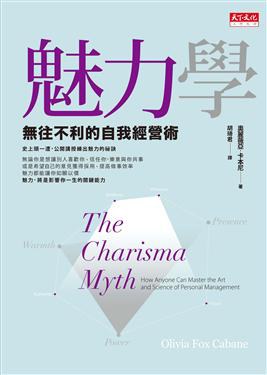 天下文化
魅力學
無往不利的自我經營術
奧麗薇亞・卡本尼 著
胡琦君 譯
史上頭一遭，公開講授練出魅力的祕訣
無論你是想讓別人喜歡你、信任你，樂意與你共事
或是希望自己的意見獲得採用、提高做事效率
魅力都能讓你如願以償
魅力，將是影響你一生的關鍵能力
The
Charisma
Myth
Presence
Warmth
How Anyone Can Master the Art
and Science of Personal Management
Power
Olivia Fox Cabane